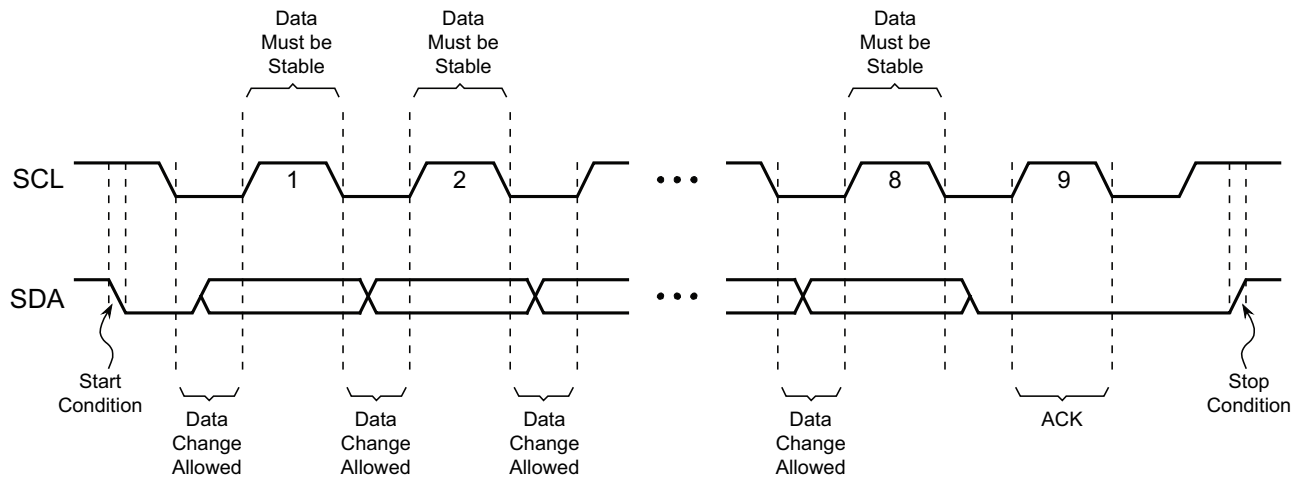 Data
Must be
Stable
Data
Must be
Stable
Data
Must be
Stable
SCL
1
2
8
9
SDA
Start
Condition
Data
Change
Allowed
Data
Change
Allowed
Data
Change
Allowed
Data
Change
Allowed
ACK
Stop
Condition